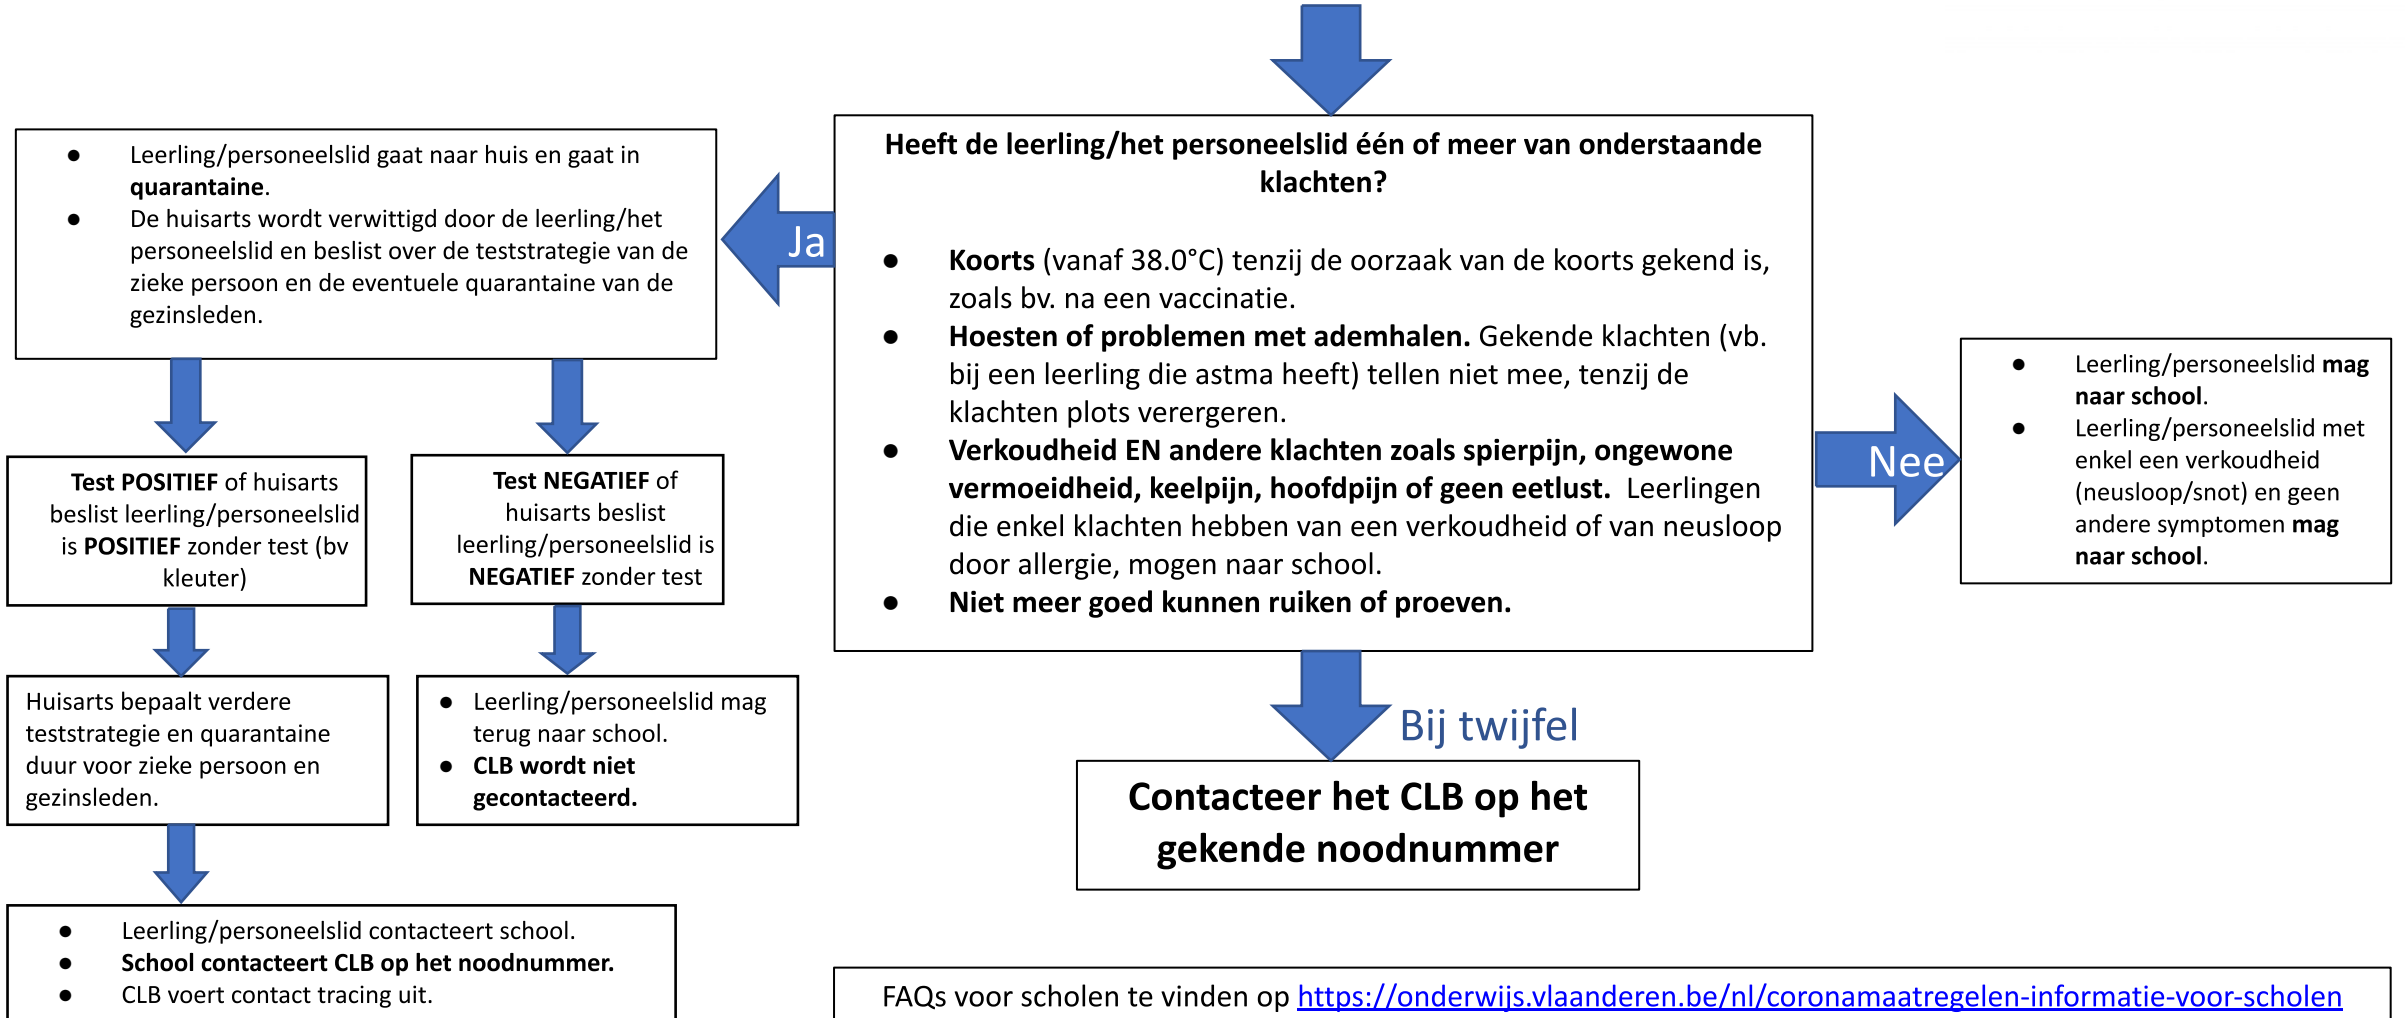 Heeft de leerling/het personeelslid één of meer van onderstaande
klachten?
● Koorts (vanaf 38.0°C) tenzij de oorzaak van de koorts gekend is,
zoals bv. na een vaccinatie.
● Hoesten of problemen met ademhalen. Gekende klachten (vb.
bij een leerling die astma heeft) tellen niet mee, tenzij de
klachten plots verergeren.
● Verkoudheid EN andere klachten zoals spierpijn, ongewone
vermoeidheid, keelpijn, hoofdpijn of geen eetlust. Leerlingen
die enkel klachten hebben van een verkoudheid of van neusloop
door allergie, mogen naar school.
● Niet meer goed kunnen ruiken of proeven.
Ja
● Leerling/personeelslid gaat naar huis en gaat in
quarantaine.
● De huisarts wordt verwittigd door de leerling/het
personeelslid en beslist over de teststrategie van de
zieke persoon en de eventuele quarantaine van de
gezinsleden.
Test POSITIEF of huisarts
beslist leerling/personeelslid
is POSITIEF zonder test (bv
kleuter)
Huisarts bepaalt verdere
teststrategie en quarantaine
duur voor zieke persoon en
gezinsleden.
● Leerling/personeelslid contacteert school.
● School contacteert CLB op het noodnummer.
● CLB voert contact tracing uit.
Test NEGATIEF of
huisarts beslist
leerling/personeelslid is
NEGATIEF zonder test
● Leerling/personeelslid mag
terug naar school.
● CLB wordt niet
gecontacteerd.
Nee
● Leerling/personeelslid mag
naar school.
● Leerling/personeelslid met
enkel een verkoudheid
(neusloop/snot) en geen
andere symptomen mag
naar school.
Bij twijfel
Contacteer het CLB op het
gekende noodnummer
FAQs voor scholen te vinden op https://onderwijs.vlaanderen.be/nl/coronamaatregelen-informatie-voor-scholen